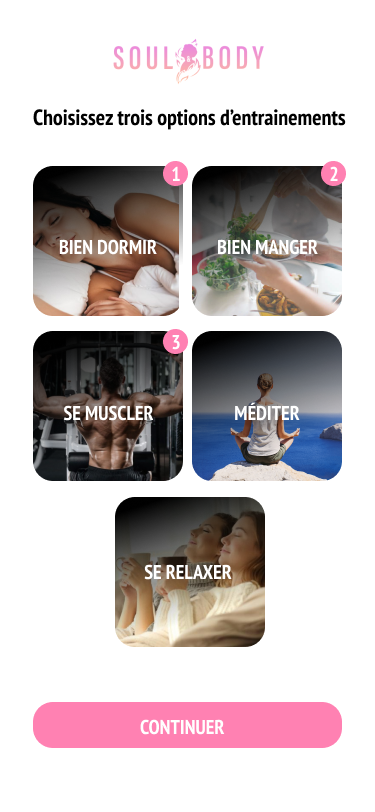 SOUL BODY
Choisissez trois options d'entrainements
1
2
BIEN DORMIR
BIEN MANGER
3
SE MUSCLER
MÉDITER
SE RELAXER
CONTINUER